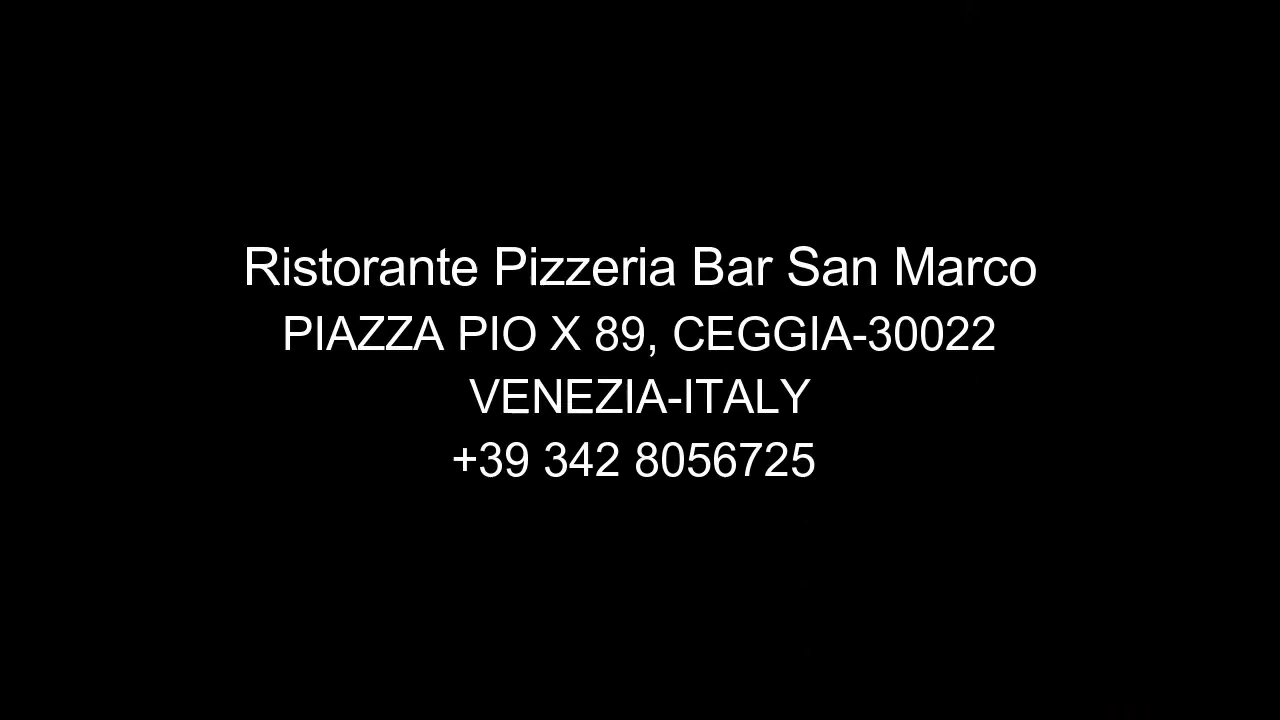 Ristorante Pizzeria Bar San Marco
PIAZZA PIO X 89, CEGGIA-30022
VENEZIA-ITALY
+39 342 8056725